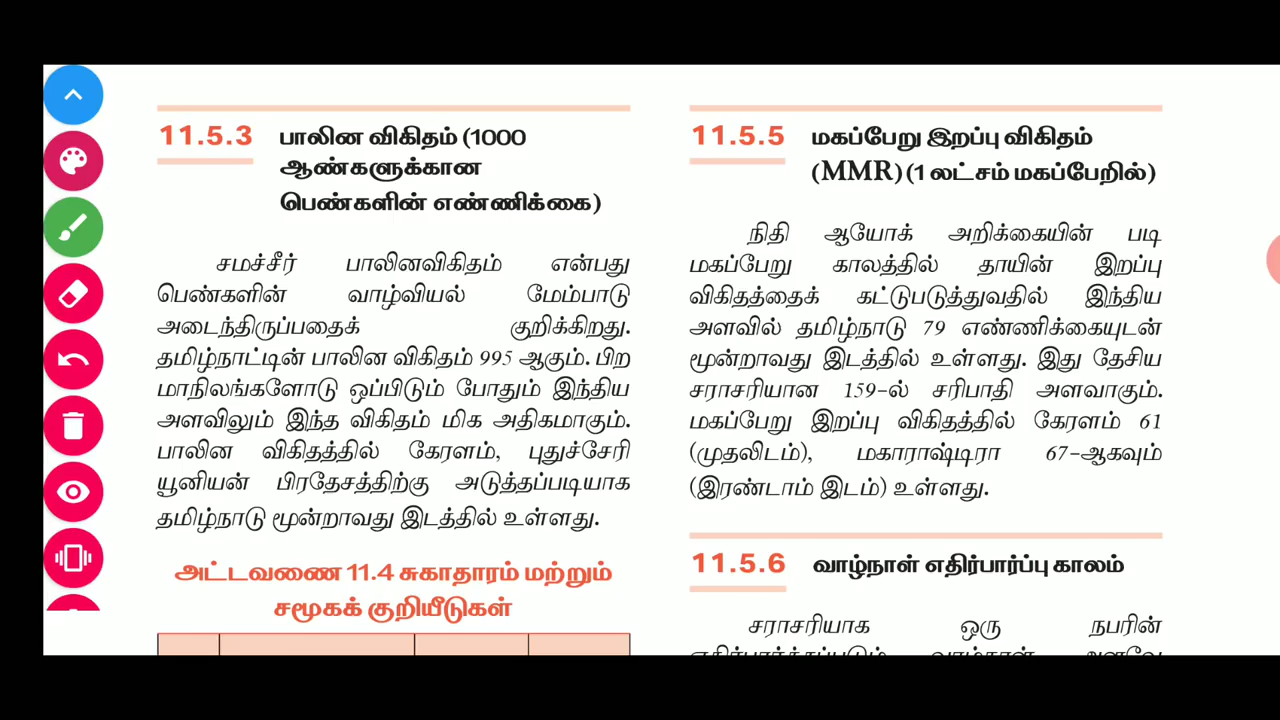 11.5.3 பாலின விகிதம் (1000
ஆண்களுக்கான
பெண்களின் எண்ணிக்கை)
சமச்சீர் பாலினவிகிதம் என்பது
பெண்களின் வாழ்வியல் மேம்பாடு
அடைந்திருப்பதைக் குறிக்கிறது.
தமிழ்நாட்டின் பாலின விகிதம் 995 ஆகும். பிற
மாநிலங்களோடு ஒப்பிடும் போதும் இந்திய
அளவிலும் இந்த விகிதம் மிக அதிகமாகும்.
பாலின விகிதத்தில் கேரளம், புதுச்சேரி
யூனியன் பிரதேசத்திற்கு அடுத்தப்படியாக
தமிழ்நாடு மூன்றாவது இடத்தில் உள்ளது.
அட்டவணை 11.4 சுகாதாரம் மற்றும்
சமூகக் குறியீடுகள்
11.5.5 மகப்பேறு இறப்பு விகிதம்
(MMR) (1 லட்சம் மகப்பேறில்)
நிதி ஆயோக் அறிக்கையின் படி
மகப்பேறு காலத்தில் தாயின் இறப்பு
விகிதத்தைக் கட்டுபடுத்துவதில் இந்திய
அளவில் தமிழ்நாடு 79 எண்ணிக்கையுடன்
மூன்றாவது இடத்தில் உள்ளது. இது தேசிய
சராசரியான 159-ல் சரிபாதி அளவாகும்.
மகப்பேறு இறப்பு விகிதத்தில் கேரளம் 61
(முதலிடம்), மகாராஷ்டிரா 67-ஆகவும்
(இரண்டாம் இடம்) உள்ளது.
11.5.6 வாழ்நாள் எதிர்பார்ப்பு காலம்
சராசரியாக ஒரு நபரின்
எதிர்பார்க்கப்படும் வாழ்நாள் அளவே